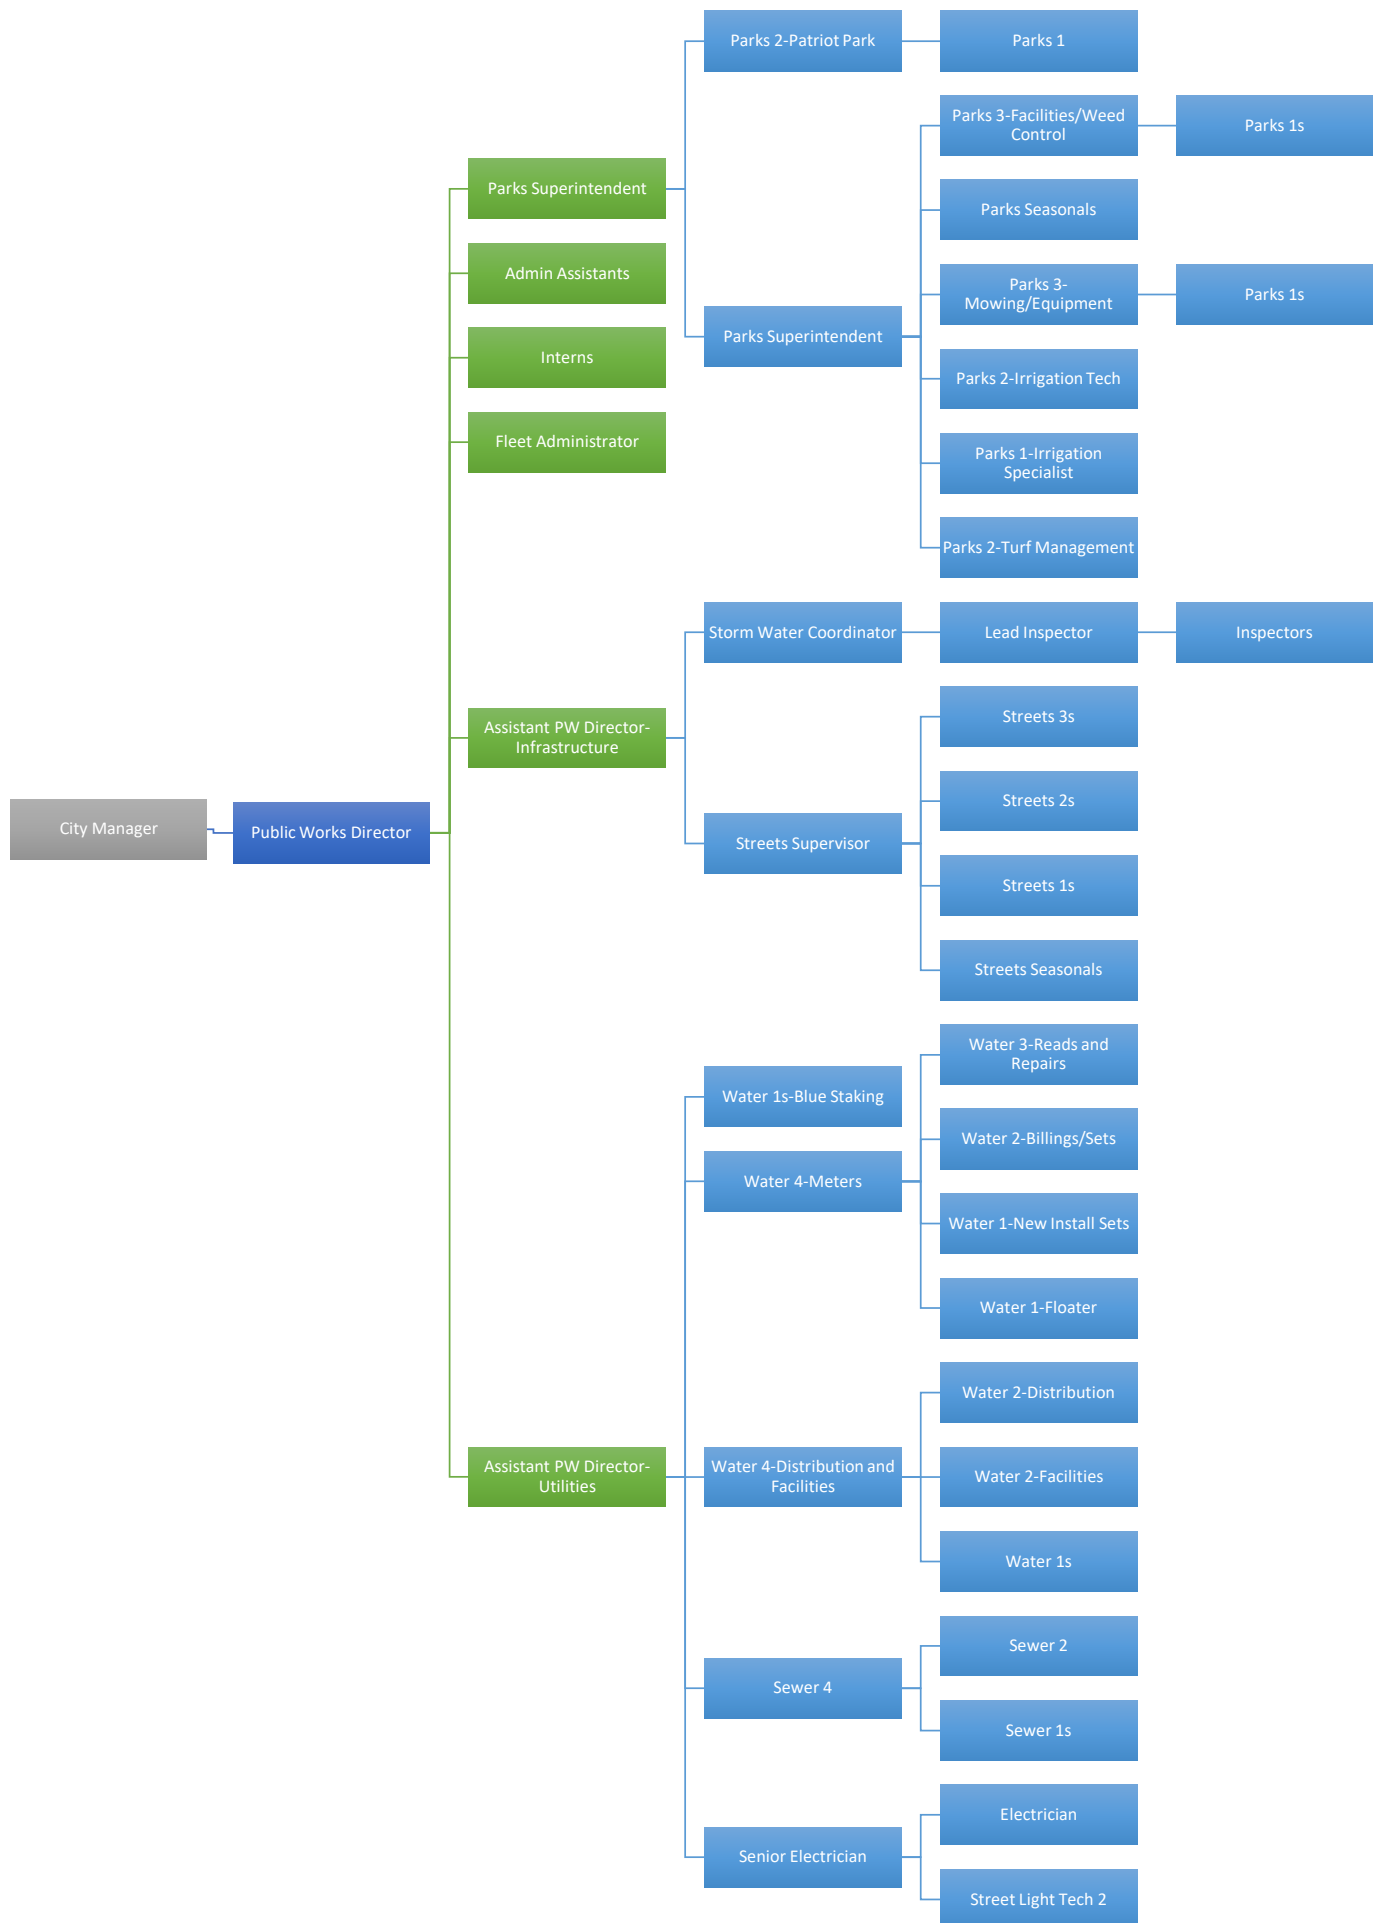 Parks 2-Patriot Park
Parks 1
Parks 3-Facilities/Weed
Control
Parks 1s
Parks Superintendent
Parks Seasonals
Admin Assistants
Parks 3-
Mowing/Equipment
Parks 1s
Parks Superintendent
Interns
Parks 2-Irrigation Tech
Fleet Administrator
Parks 1-Irrigation
Specialist
Parks 2-Turf Management
Storm Water Coordinator
Lead Inspector
Inspectors
Streets 3s
Assistant PW Director-
Infrastructure
Streets 2s
City Manager
Public Works Director
Streets Supervisor
Streets 1s
Streets Seasonals
Water 3-Reads and
Repairs
Water 1s-Blue Staking
Water 2-Billings/Sets
Water 4-Meters
Water 1-New Install Sets
Water 1-Floater
Water 2-Distribution
Assistant PW Director-
Utilities
Water 4-Distribution and
Facilities
Water 2-Facilities
Water 1s
Sewer 2
Sewer 4
Sewer 1s
Electrician
Senior Electrician
Street Light Tech 2